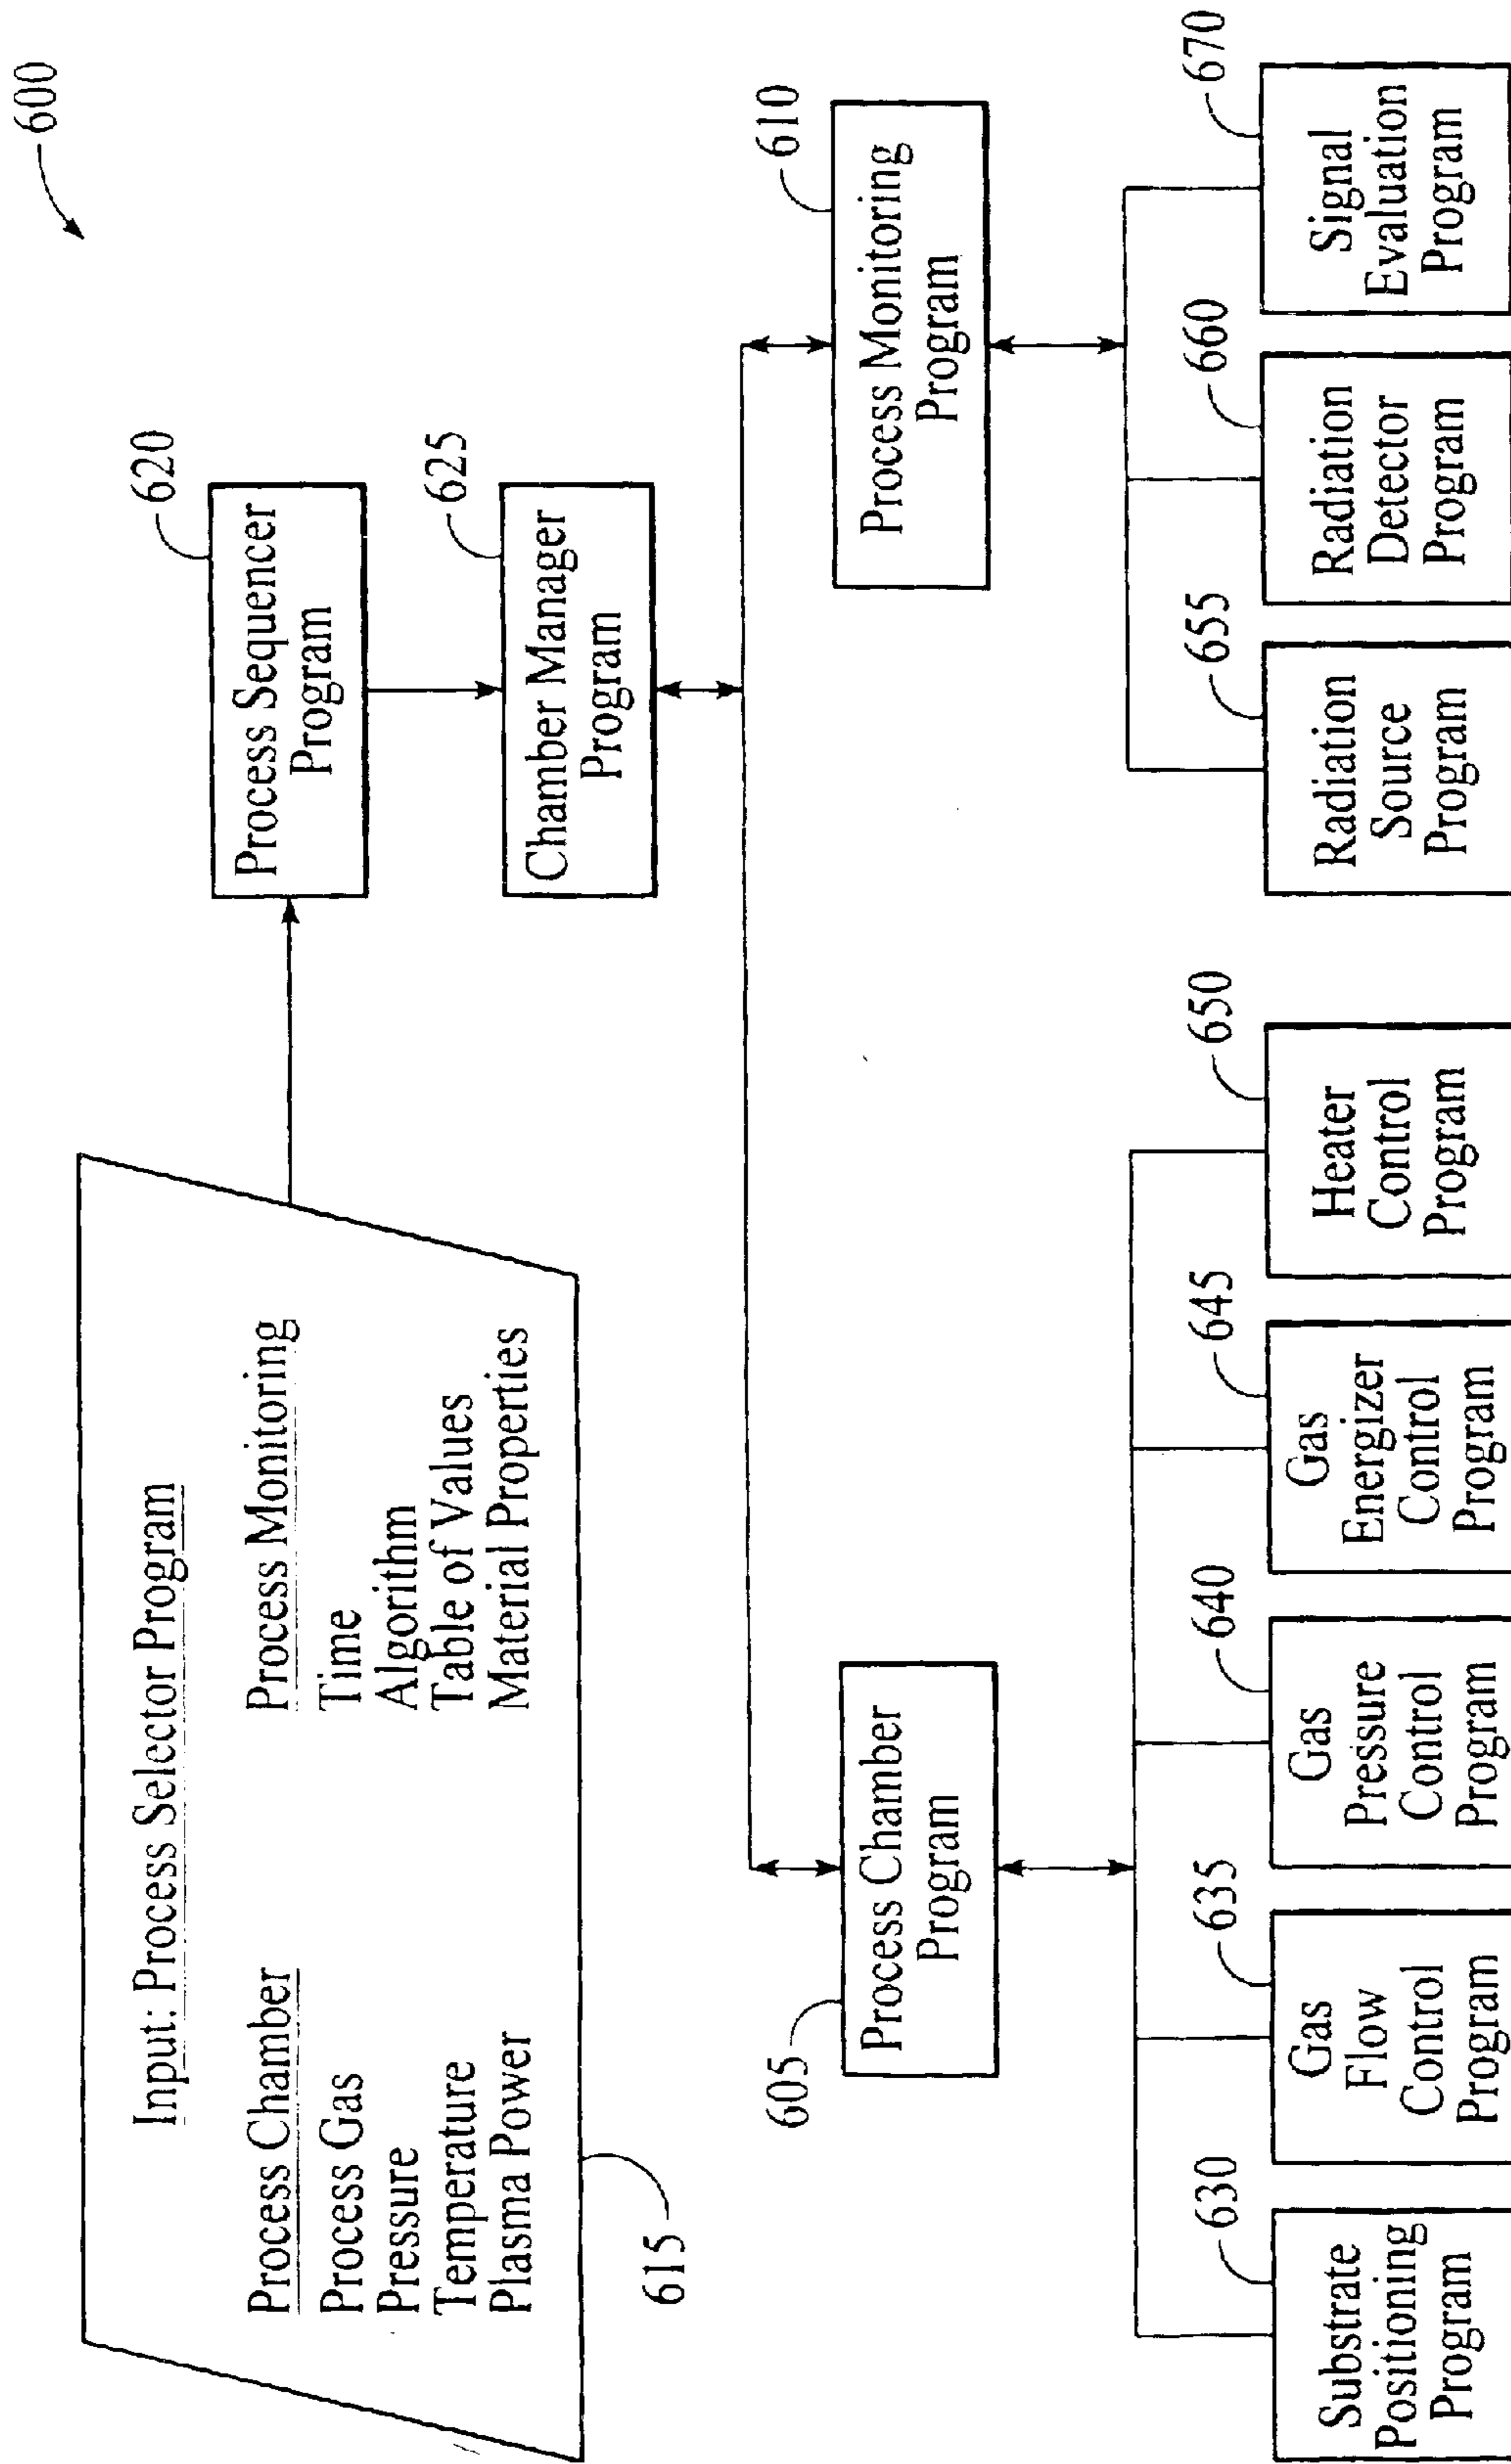 600
Input: Process Selector Program
Process Chamber
Process Gas
Pressure
Temperature
Plasma Power
Process Monitoring
Time
Algorithm
Table of Values
Material Properties
615
620
Process Sequencer
Program
625
Chamber Manager
Program
605
Process Chamber
Program
610
Process Monitoring
Program
630
Substrate
Positioning
Program
635
Gas
Flow
Control
Program
640
Gas
Pressure
Control
Program
645
Gas
Energizer
Control
Program
650
Heater
Control
Program
655
Radiation
Source
Program
660
Radiation
Detector
Program
670
Signal
Evaluation
Program